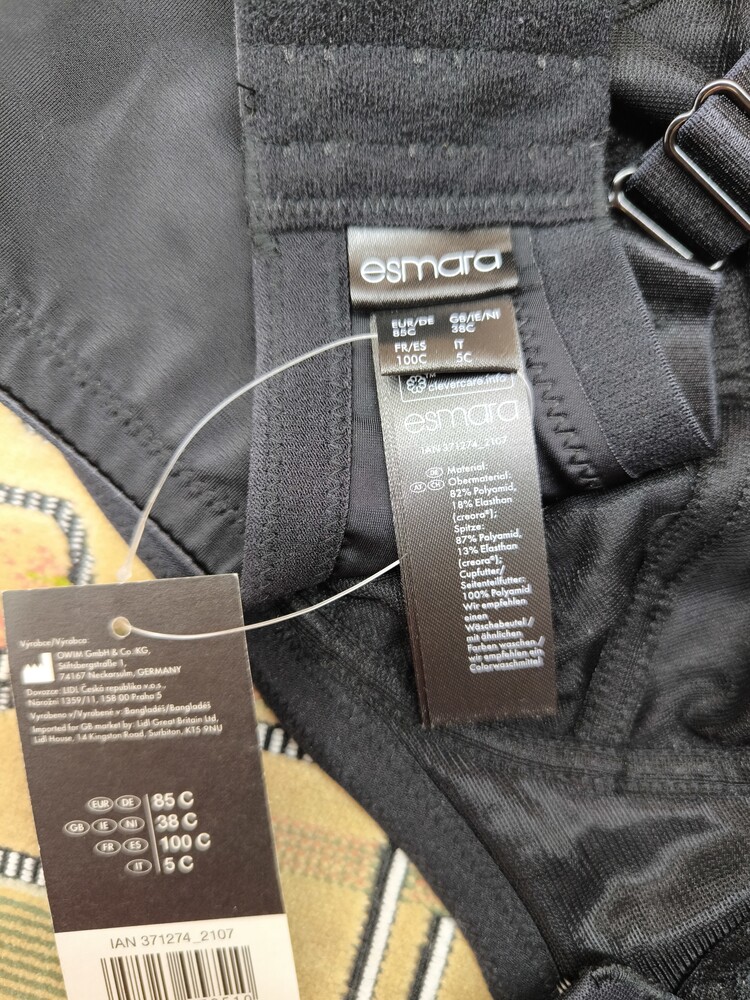 esmara
EUR/DE GB/IE/NI
85C 38C
FR/ES IT
100C 5C
clevercare.info
esmara
IAN 371274_2107
DE Material:
AT CH Obermaterial:
82% Polyamid,
18% Elasthan
(creora®);
Spitze:
87% Polyamid,
13% Elasthan
(creora®);
Cupfutter/
Seitenteilfutter:
100% Polyamid
Wir empfehlen
einen
Wäschebeutel /
mit ähnlichen
Farben waschen /
wir empfehlen ein
Colorwaschmittel
Výrobce/Výrobca:
OWIM GmbH & Co. KG,
Stiftsbergstraße 1,
74167 Neckarsulm, GERMANY
Dovozce: LIDL Česká republika v.o.s.,
Nárožní 1359/11, 158 00 Praha 5
Vyrobeno v/Vyrobené v: Bangladéš/Bangladéš
Imported for GB market by: Lidl Great Britain Ltd,
Lidl House, 14 Kingston Road, Surbiton, KT5 9NU
EUR DE 85 C
GB IE NI 38 C
FR ES 100 C
IT 5 C
IAN 371274_2107